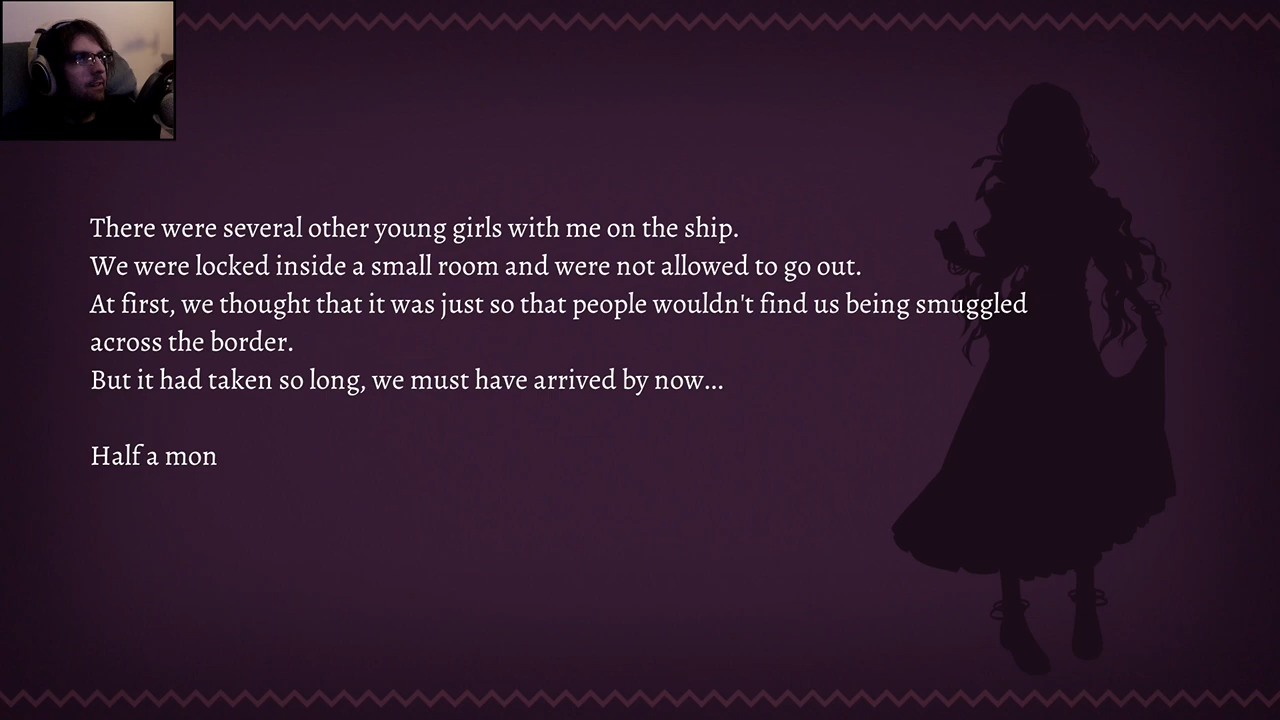 There were several other young girls with me on the ship.
We were locked inside a small room and were not allowed to go out.
At first, we thought that it was just so that people wouldn't find us being smuggled
across the border.
But it had taken so long, we must have arrived by now...
Half a mon